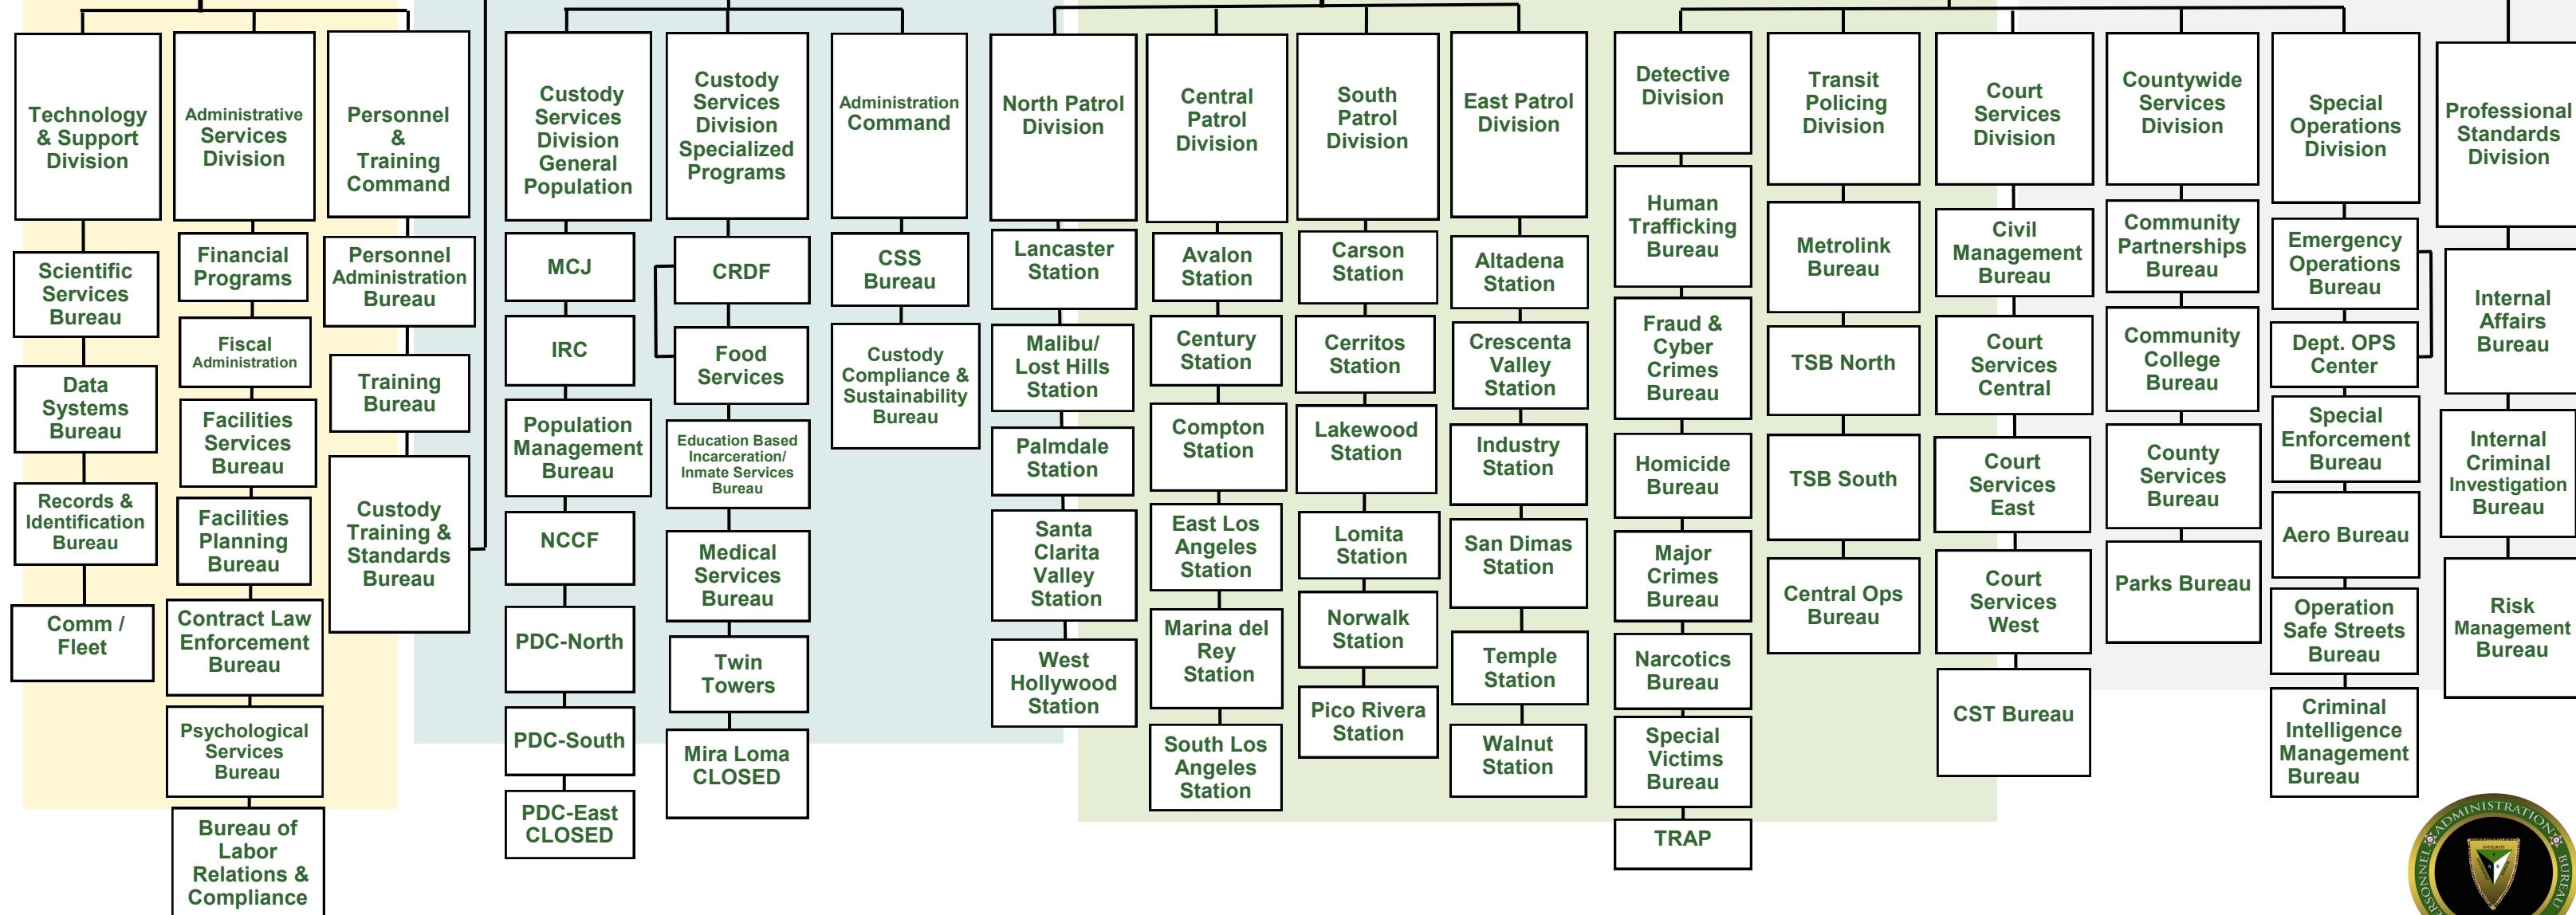 Technology
& Support
Division
Scientific
Services
Bureau
Data
Systems
Bureau
Records &
Identification
Bureau
Comm /
Fleet
Administrative
Services
Division
Financial
Programs
Fiscal
Administration
Facilities
Services
Bureau
Facilities
Planning
Bureau
Contract Law
Enforcement
Bureau
Psychological
Services
Bureau
Bureau of
Labor
Relations &
Compliance
Personnel
&
Training
Command
Personnel
Administration
Bureau
Training
Bureau
Custody
Training &
Standards
Bureau
Custody
Services
Division
General
Population
MCJ
IRC
Population
Management
Bureau
NCCF
PDC-North
PDC-South
PDC-East
CLOSED
Custody
Services
Division
Specialized
Programs
CRDF
Food
Services
Education Based
Incarceration/
Inmate Services
Bureau
Medical
Services
Bureau
Twin
Towers
Mira Loma
CLOSED
Administration
Command
CSS
Bureau
Custody
Compliance &
Sustainability
Bureau
North Patrol
Division
Lancaster
Station
Malibu/
Lost Hills
Station
Palmdale
Station
Santa
Clarita
Valley
Station
West
Hollywood
Station
Central
Patrol
Division
Avalon
Station
Century
Station
Compton
Station
East Los
Angeles
Station
Marina del
Rey
Station
South Los
Angeles
Station
South
Patrol
Division
Carson
Station
Cerritos
Station
Lakewood
Station
Lomita
Station
Norwalk
Station
Pico Rivera
Station
East Patrol
Division
Altadena
Station
Crescenta
Valley
Station
Industry
Station
San Dimas
Station
Temple
Station
Walnut
Station
Detective
Division
Human
Trafficking
Bureau
Fraud &
Cyber
Crimes
Bureau
Homicide
Bureau
Major
Crimes
Bureau
Narcotics
Bureau
Special
Victims
Bureau
TRAP
Transit
Policing
Division
Metrolink
Bureau
TSB North
TSB South
Central Ops
Bureau
Court
Services
Division
Civil
Management
Bureau
Court
Services
Central
Court
Services
East
Court
Services
West
CST Bureau
Countywide
Services
Division
Community
Partnerships
Bureau
Community
College
Bureau
County
Services
Bureau
Parks Bureau
Special
Operations
Division
Emergency
Operations
Bureau
Dept. OPS
Center
Special
Enforcement
Bureau
Aero Bureau
Operation
Safe Streets
Bureau
Criminal
Intelligence
Management
Bureau
Professional
Standards
Division
Internal
Affairs
Bureau
Internal
Criminal
Investigation
Bureau
Risk
Management
Bureau
ADMINISTRATION
BUREAU